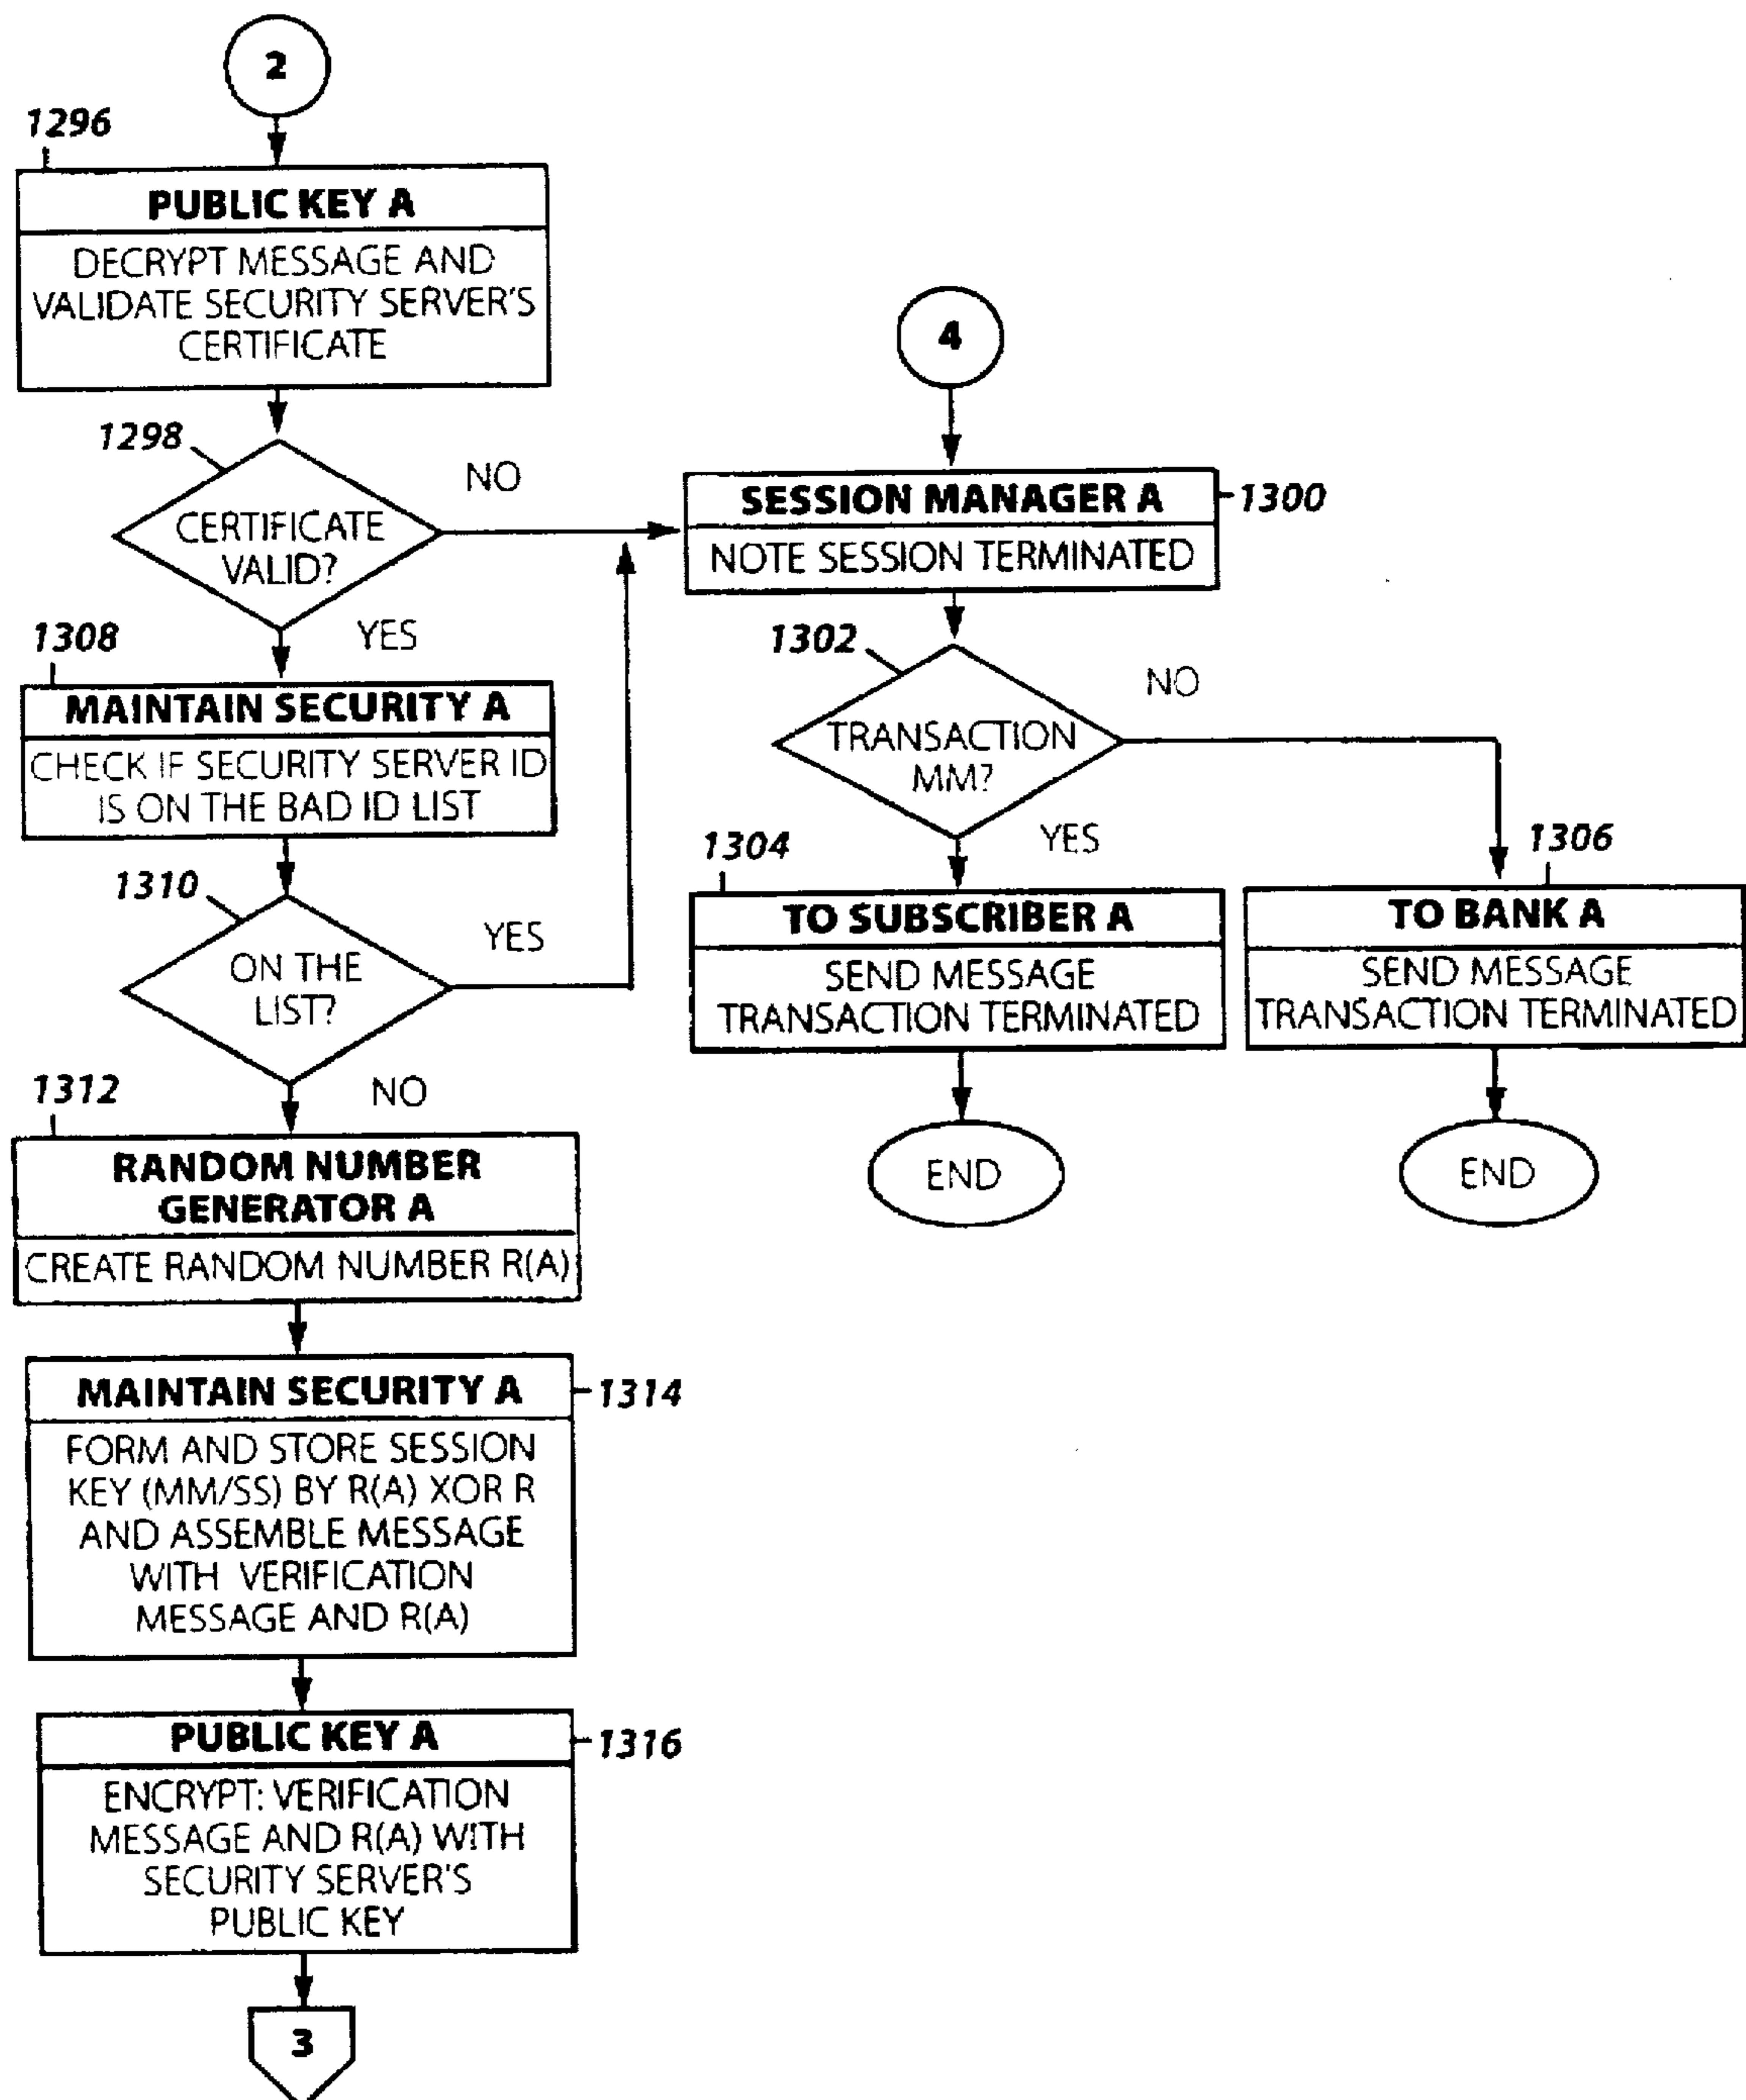 2
1296
PUBLIC KEY A
DECRYPT MESSAGE AND
VALIDATE SECURITY SERVER'S
CERTIFICATE
1298
NO
CERTIFICATE
VALID?
YES
1308
MAINTAIN SECURITY A
CHECK IF SECURITY SERVER ID
IS ON THE BAD ID LIST
1310
YES
ON THE
LIST?
NO
1312
RANDOM NUMBER
GENERATOR A
CREATE RANDOM NUMBER R(A)
MAINTAIN SECURITY A
1314
FORM AND STORE SESSION
KEY (MM/SS) BY R(A) XOR R
AND ASSEMBLE MESSAGE
WITH VERIFICATION
MESSAGE AND R(A)
PUBLIC KEY A
1316
ENCRYPT: VERIFICATION
MESSAGE AND R(A) WITH
SECURITY SERVER'S
PUBLIC KEY
3
4
SESSION MANAGER A
1300
NOTE SESSION TERMINATED
1302
NO
TRANSACTION
MM?
YES
1304
TO SUBSCRIBER A
SEND MESSAGE
TRANSACTION TERMINATED
END
1306
TO BANK A
SEND MESSAGE
TRANSACTION TERMINATED
END